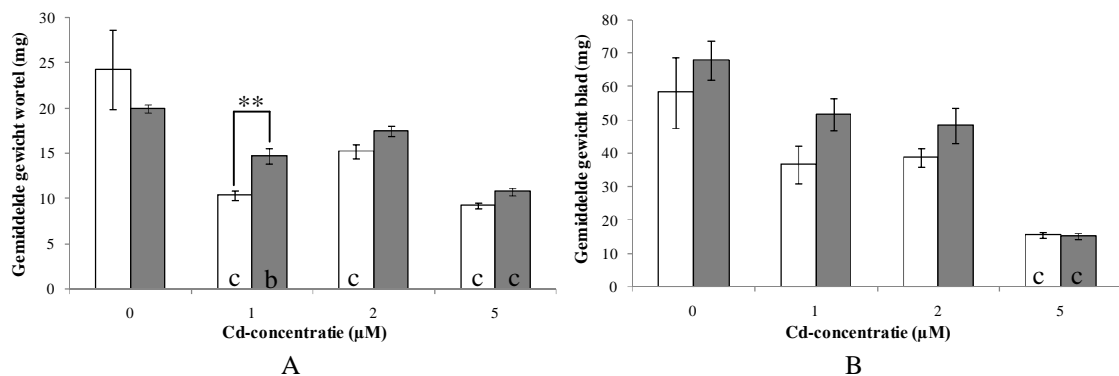 Gemiddelde gewicht wortel (mg)
30
25
20
15
10
5
0
**
c
b
c
c
c
0
1
2
5
Cd-concentratie (µM)
A
Gemiddelde gewicht blad (mg)
80
70
60
50
40
30
20
10
0
c
c
0
1
2
5
Cd-concentratie (µM)
B